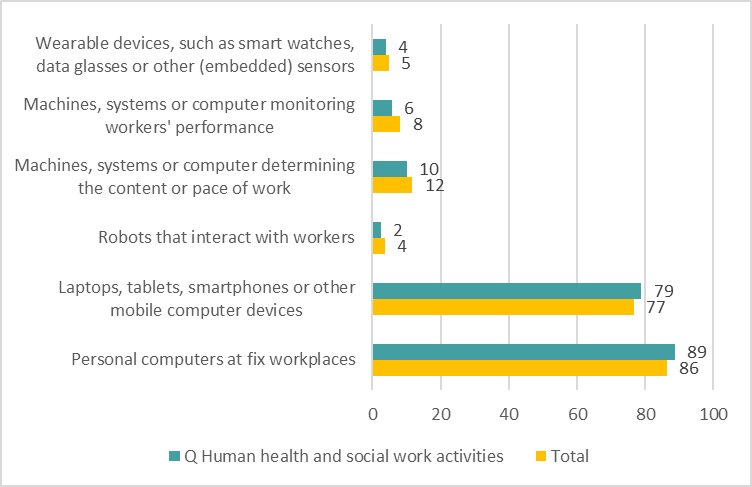 Wearable devices, such as smart watches,
data glasses or other (embedded) sensors
4
5
Machines, systems or computer monitoring
workers' performance
6
8
Machines, systems or computer determining
the content or pace of work
10
12
Robots that interact with workers
2
4
Laptops, tablets, smartphones or other
mobile computer devices
79
77
Personal computers at fix workplaces
89
86
0 20 40 60 80 100
Q Human health and social work activities Total